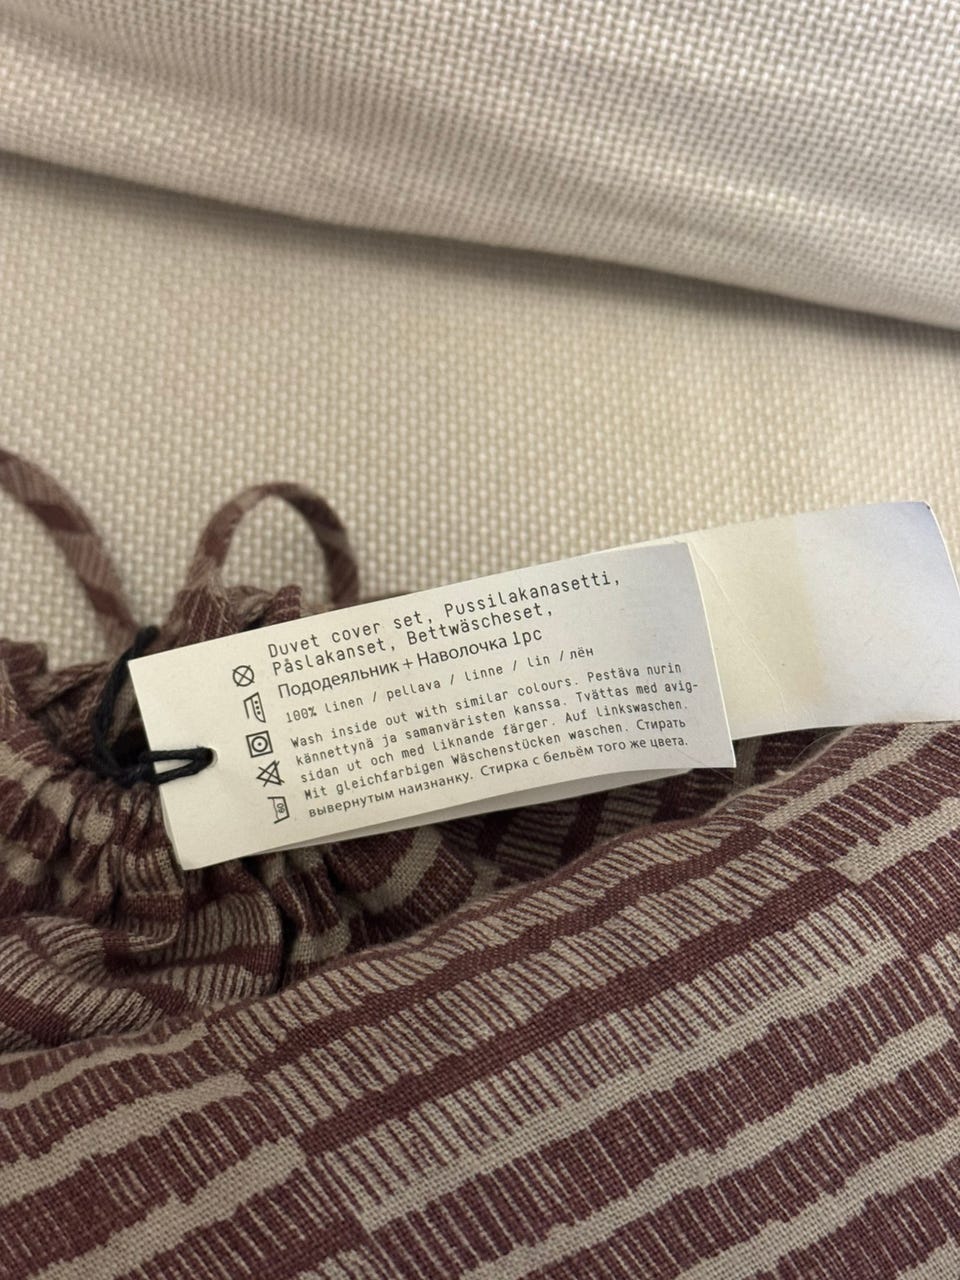 Duvet cover set, Pussilakanasetti,
Påslakanset, Bettwäscheset,
Пододеяльник + Наволочка 1pc
100% linen / pellava / linne / lin / лён
Wash inside out with similar colours. Pestävä nurin
kännettynä ja samanväristen kanssa. Tvättas med avig-
sidan ut och med liknande färger. Auf linkswaschen.
Mit gleichfarbigen Wäschenstücken waschen. Стирать
вывернутым наизнанку. Стирка с бельём того же цвета.